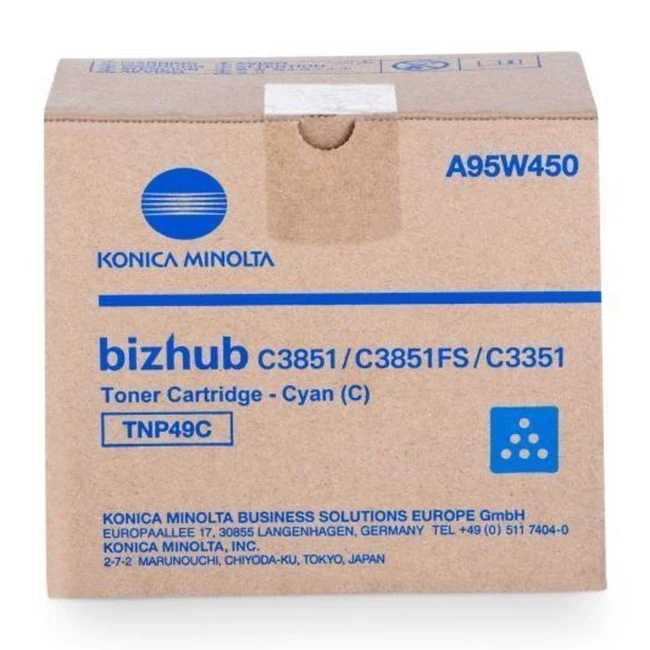 A95W450
KONICA MINOLTA
bizhub C3851/C3851FS/C3351
Toner Cartridge - Cyan (C)
TNP49C
KONICA MINOLTA BUSINESS SOLUTIONS EUROPE GmbH
EUROPAALLEE 17, 30855 LANGENHAGEN, GERMANY TEL +49 (0) 511 7404-0
KONICA MINOLTA, INC.
2-7-2 MARUNOUCHI, CHIYODA-KU, TOKYO, JAPAN